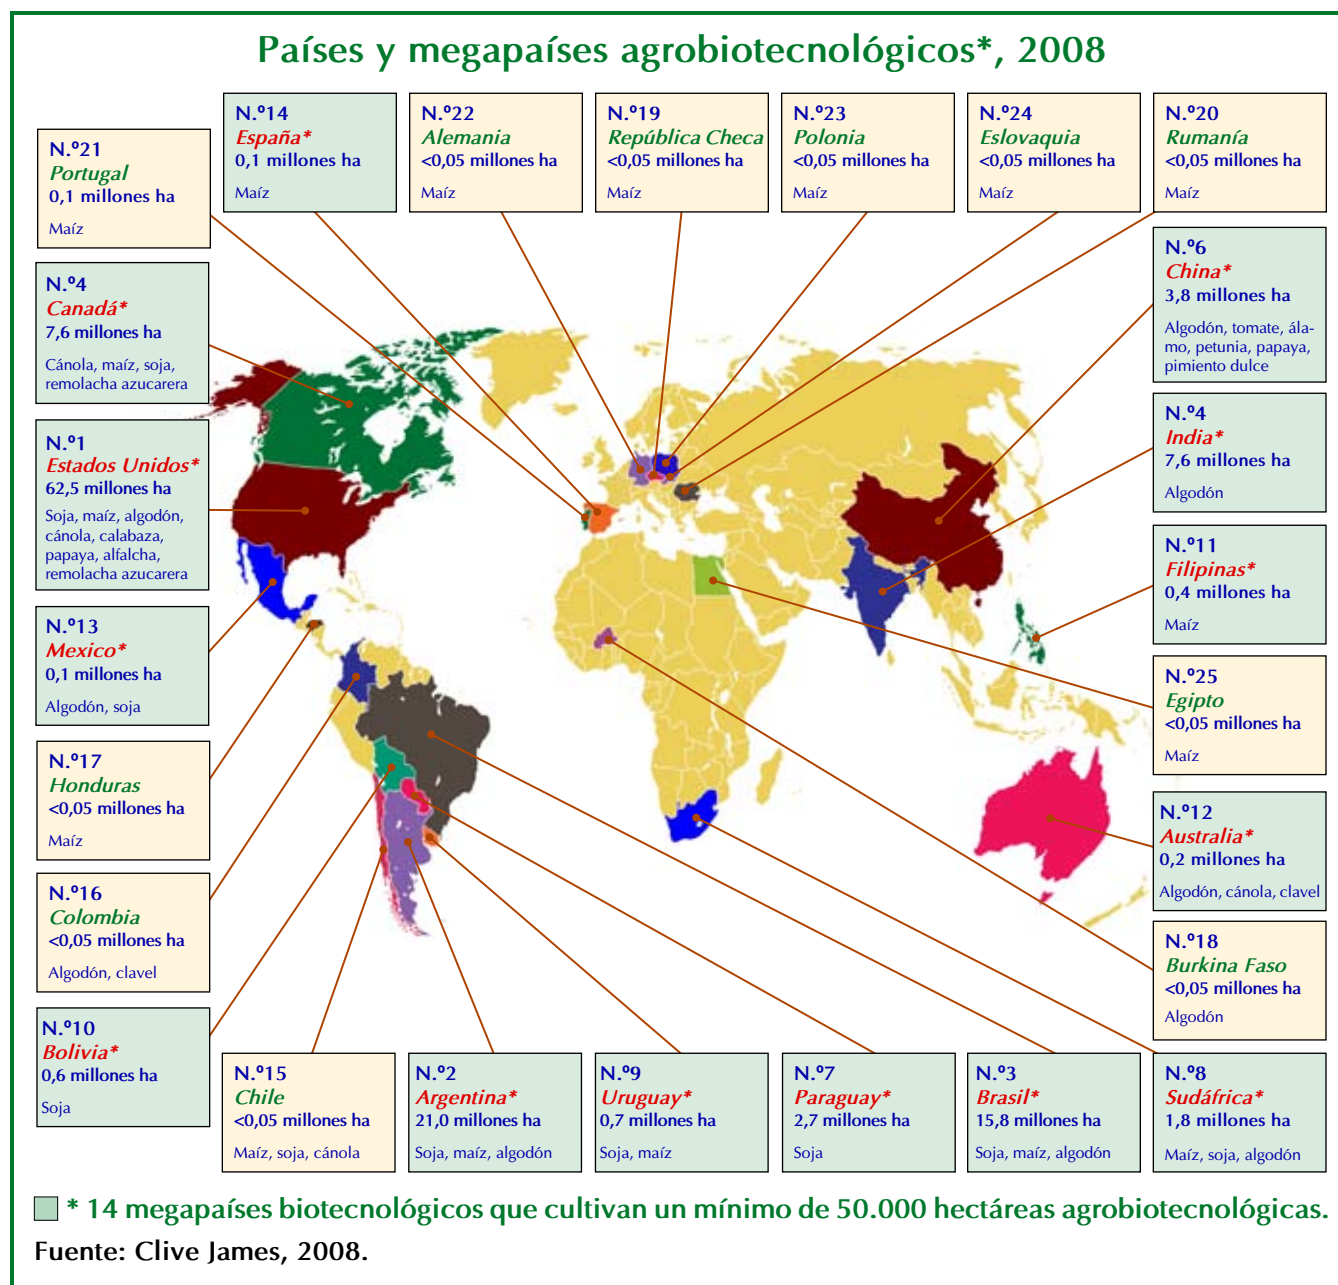 Países y megapaíses agrobiotecnológicos*, 2008
N.º21
Portugal
0,1 millones ha
Maíz
N.º14
España*
0,1 millones ha
Maíz
N.º22
Alemania
<0,05 millones ha
Maíz
N.º19
República Checa
<0,05 millones ha
Maíz
N.º23
Polonia
<0,05 millones ha
Maíz
N.º24
Eslovaquia
<0,05 millones ha
Maíz
N.º20
Rumanía
<0,05 millones ha
Maíz
N.º4
Canadá*
7,6 millones ha
Cánola, maíz, soja,
remolacha azucarera
N.º1
Estados Unidos*
62,5 millones ha
Soja, maíz, algodón,
cánola, calabaza,
papaya, alfalcha,
remolacha azucarera
N.º13
Mexico*
0,1 millones ha
Algodón, soja
N.º17
Honduras
<0,05 millones ha
Maíz
N.º16
Colombia
<0,05 millones ha
Algodón, clavel
N.º10
Bolivia*
0,6 millones ha
Soja
N.º6
China*
3,8 millones ha
Algodón, tomate, ála-
mo, petunia, papaya,
pimiento dulce
N.º4
India*
7,6 millones ha
Algodón
N.º11
Filipinas*
0,4 millones ha
Maíz
N.º25
Egipto
<0,05 millones ha
Maíz
N.º12
Australia*
0,2 millones ha
Algodón, cánola, clavel
N.º18
Burkina Faso
<0,05 millones ha
Algodón
N.º15
Chile
<0,05 millones ha
Maíz, soja, cánola
N.º2
Argentina*
21,0 millones ha
Soja, maíz, algodón
N.º9
Uruguay*
0,7 millones ha
Soja, maíz
N.º7
Paraguay*
2,7 millones ha
Soja
N.º3
Brasil*
15,8 millones ha
Soja, maíz, algodón
N.º8
Sudáfrica*
1,8 millones ha
Maíz, soja, algodón
* 14 megapaíses biotecnológicos que cultivan un mínimo de 50.000 hectáreas agrobiotecnológicas.
Fuente: Clive James, 2008.